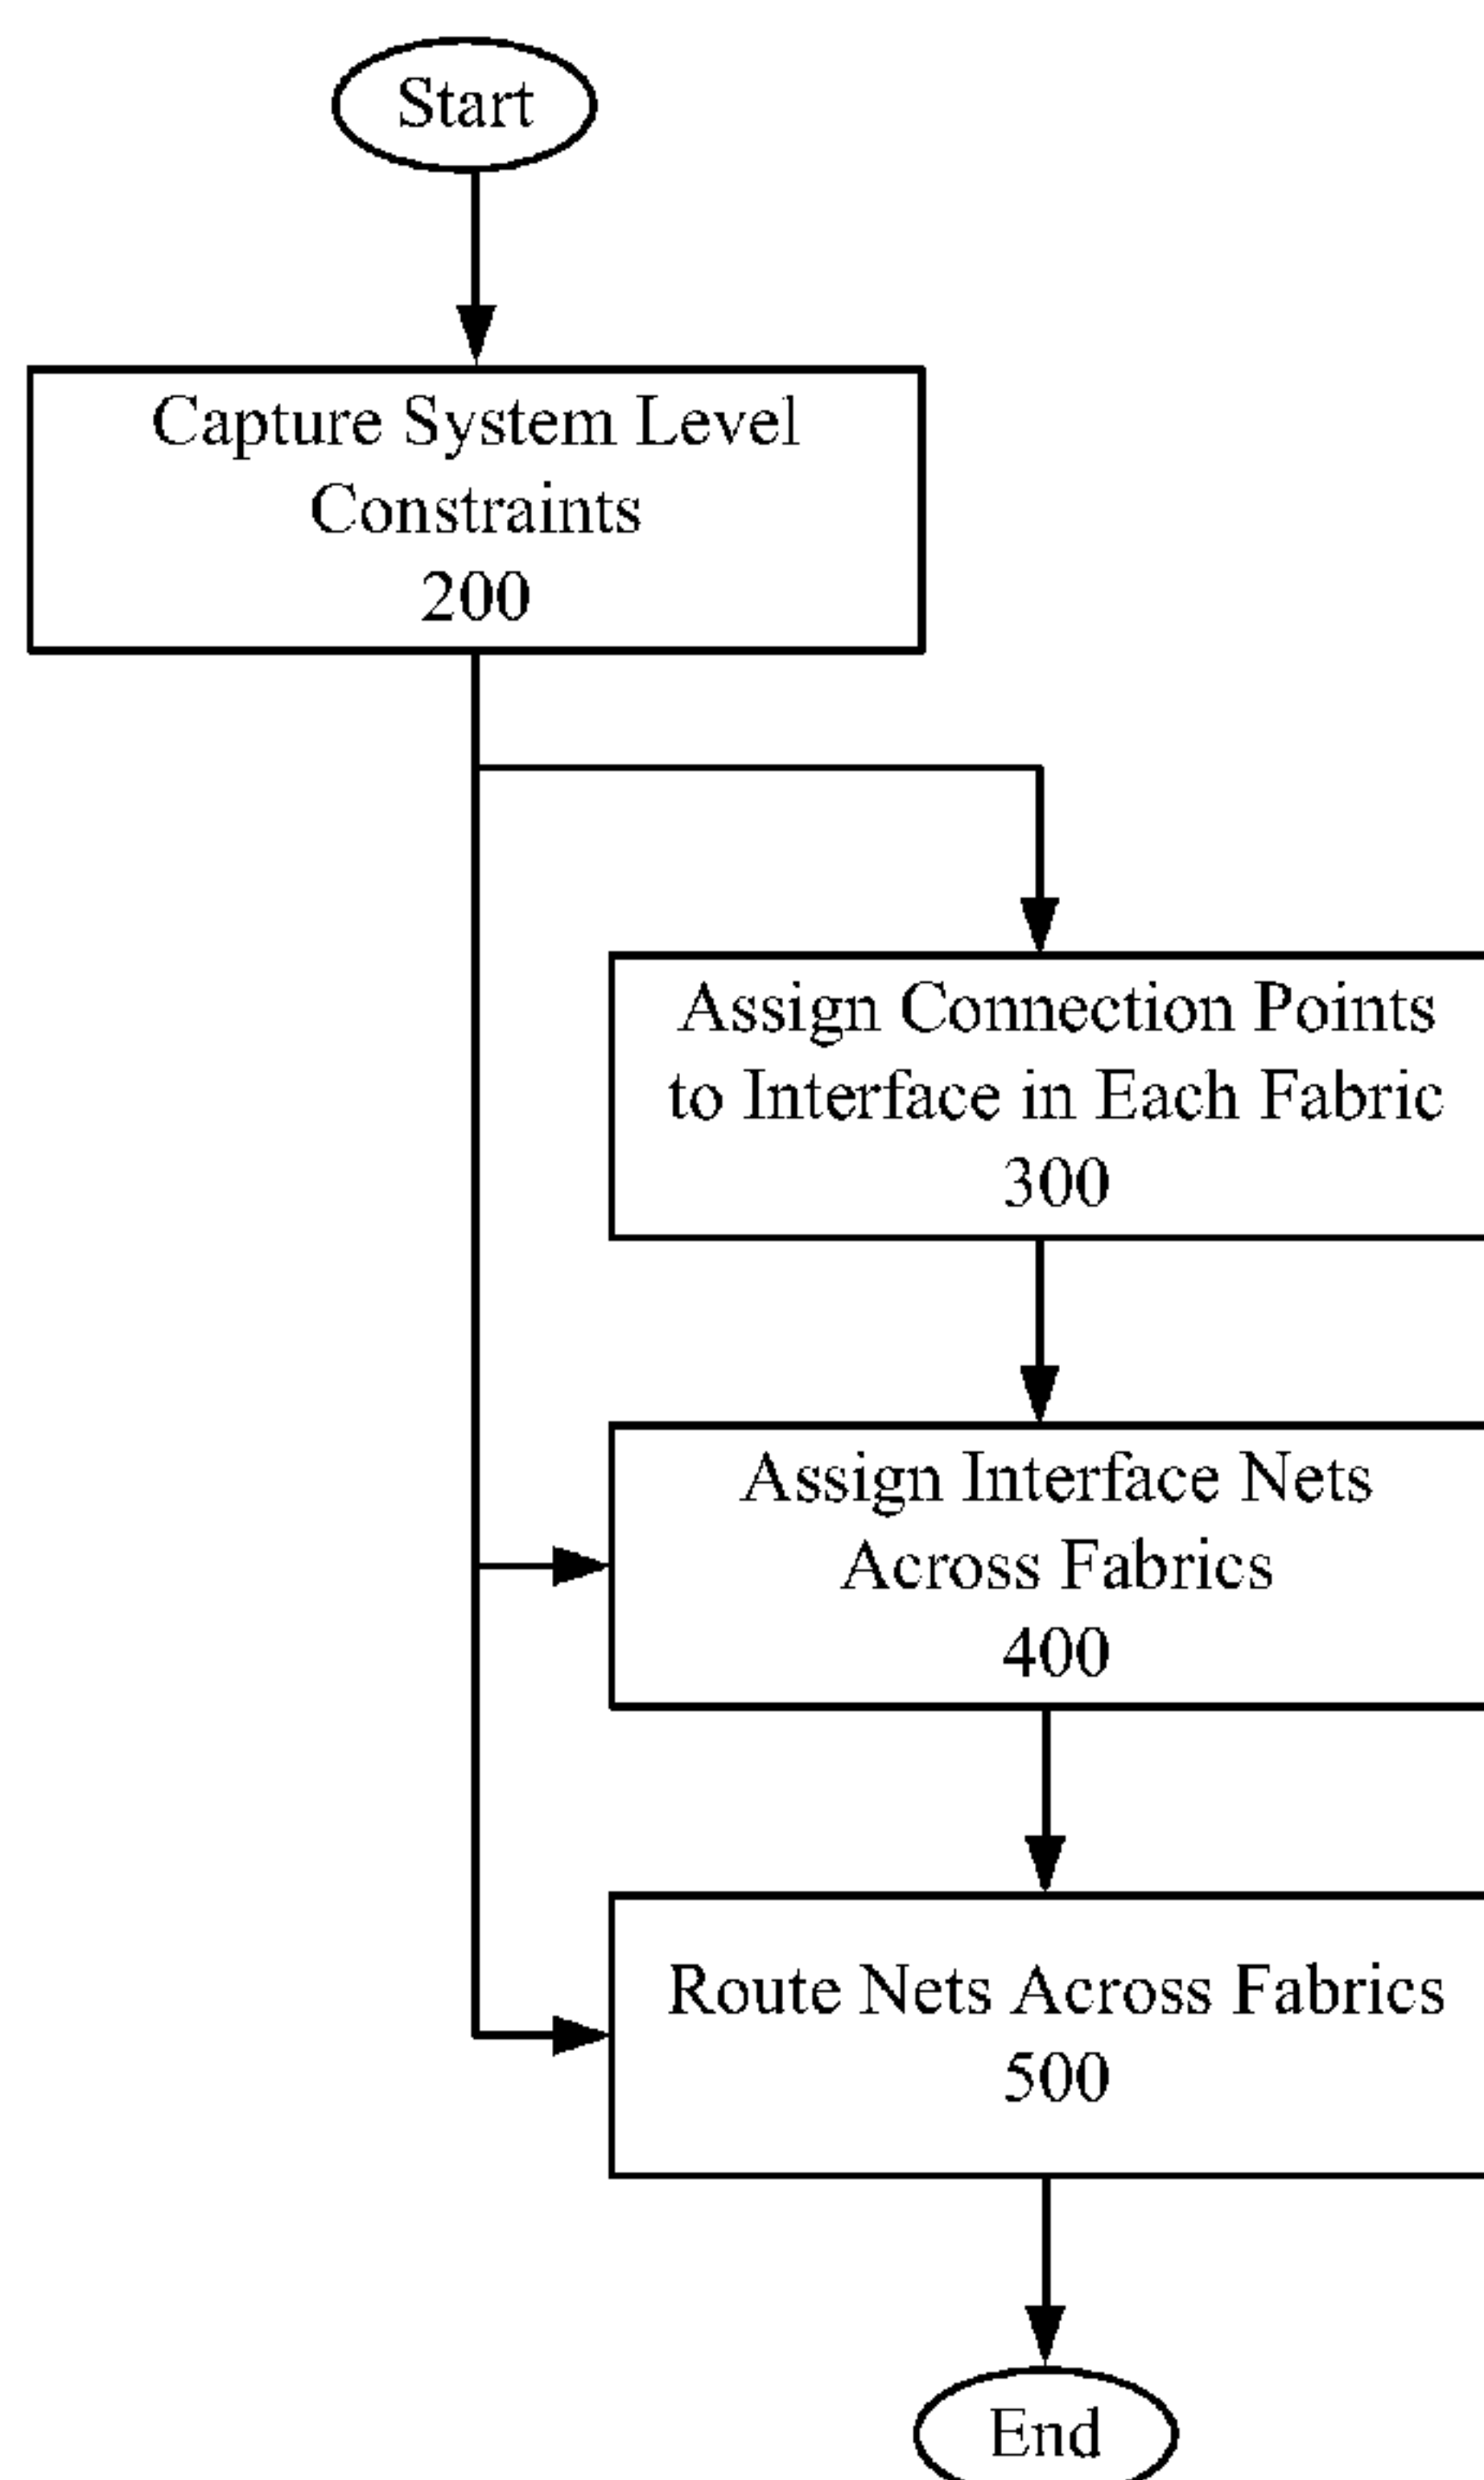 Start
Capture System Level
Constraints
200
Assign Connection Points
to Interface in Each Fabric
300
Assign Interface Nets
Across Fabrics
400
Route Nets Across Fabrics
500
End